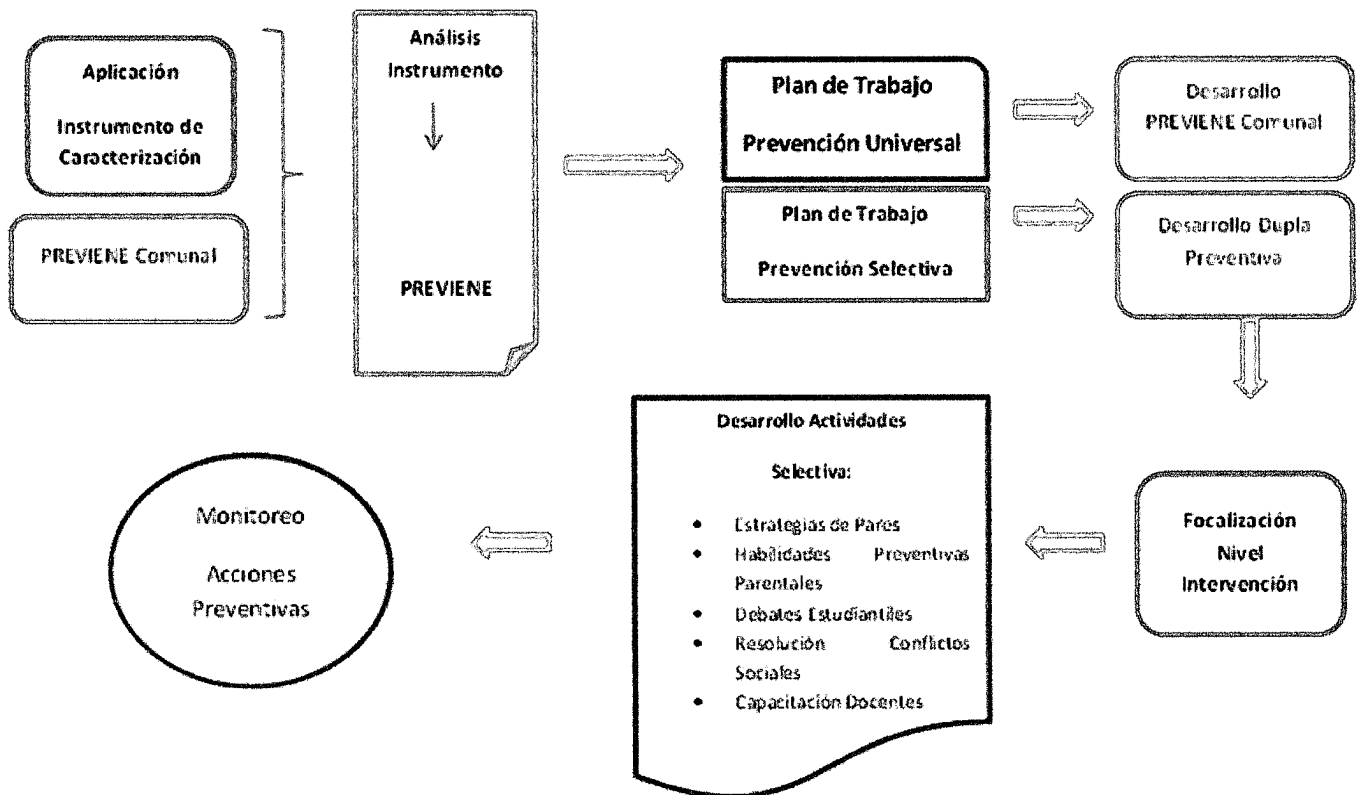 Aplicación
Instrumento de
Caracterización
PREVIENE Comunal
Análisis
Instrumento
PREVIENE
Plan de Trabajo
Prevención Universal
Plan de Trabajo
Prevención Selectiva
Desarrollo
PREVIENE Comunal
Desarrollo Dupla
Preventiva
Focalización
Nivel
Intervención
Desarrollo Actividades
Selectiva:
• Estrategias de Pares
• Habilidades Preventivas
Parentales
• Debates Estudiantiles
• Resolución Conflictos
Sociales
• Capacitación Docentes
Monitoreo
Acciones
Preventivas